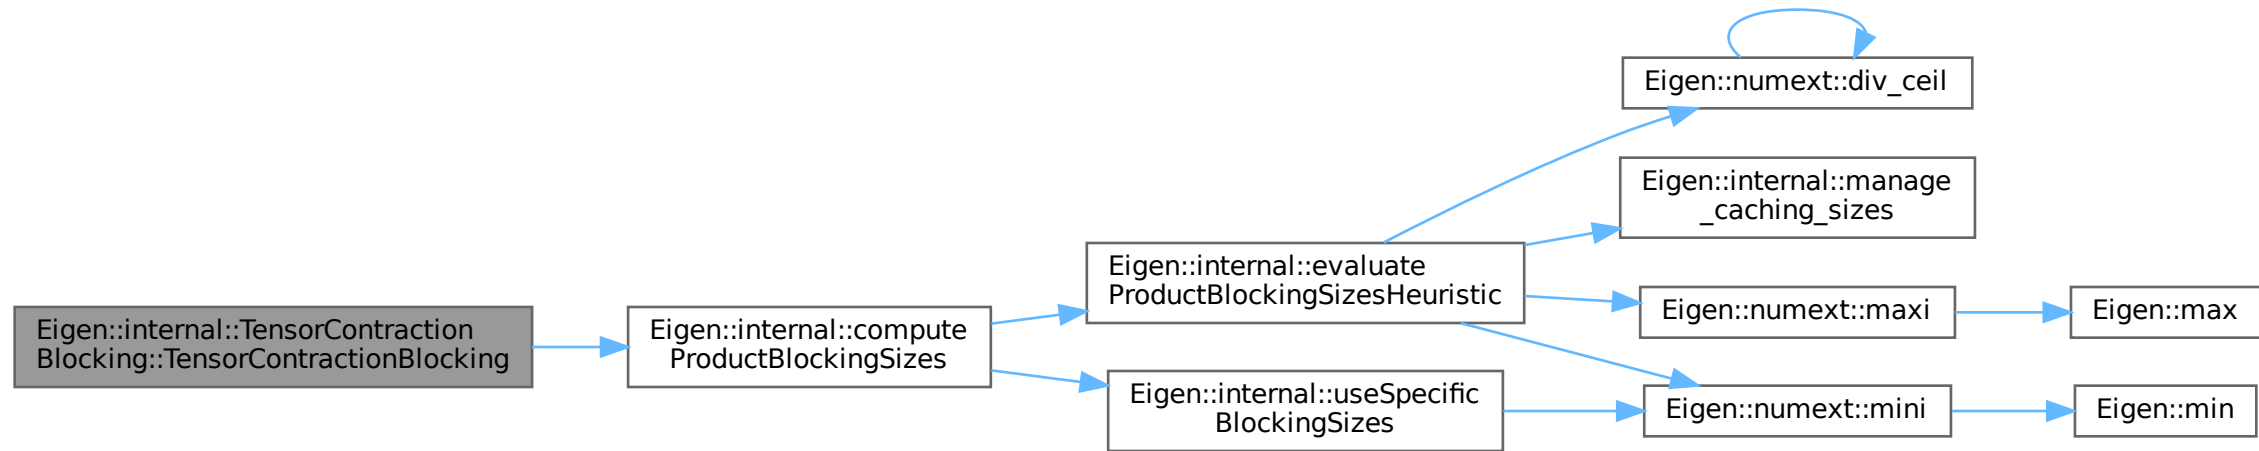 Eigen::internal::TensorContraction
Blocking::TensorContractionBlocking
Eigen::internal::compute
ProductBlockingSizes
Eigen::internal::evaluate
ProductBlockingSizesHeuristic
Eigen::internal::useSpecific
BlockingSizes
Eigen::numext::div_ceil
Eigen::internal::manage
_caching_sizes
Eigen::numext::maxi
Eigen::numext::mini
Eigen::max
Eigen::min